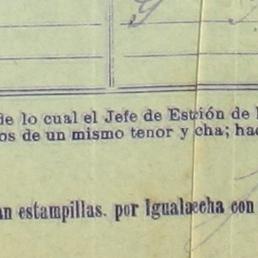 de lo cual el Jefe de Estión de
os de un mismo tenor y cha; hac
an estampillas. por Igualaecha con